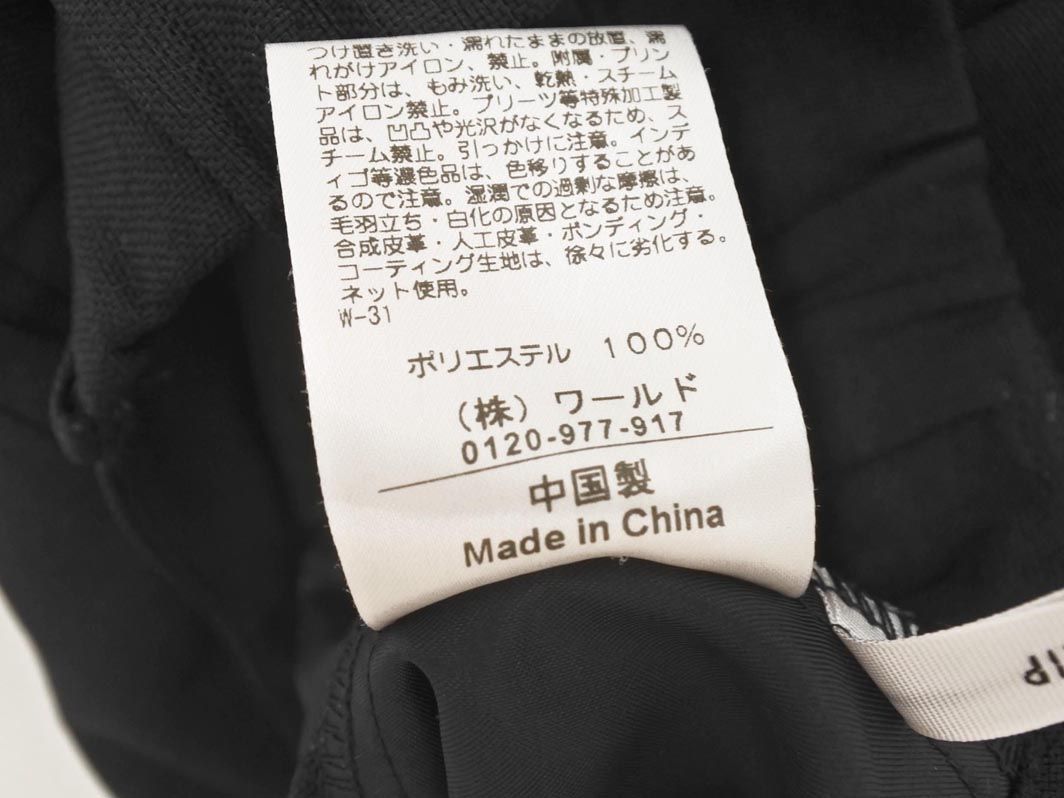 つけ置き洗い・濡れたままの放置、濡
れがけアイロン、禁止。附属・プリン
ト部分は、もみ洗い、乾熱・スチーム
アイロン禁止。プリーツ等特殊加工製
品は、凹凸や光沢がなくなるため、ス
チーム禁止。引っかけに注意。インデ
ィゴ等濃色品は、色移りすることがあ
るので注意。湿潤での過剰な摩擦は、
毛羽立ち・白化の原因となるため注意。
合成皮革・人工皮革・ボンディング・
コーティング生地は、徐々に劣化する。
ネット使用。
W-31
ポリエステル 100%
(株) ワールド
0120-977-917
中国製
Made in China